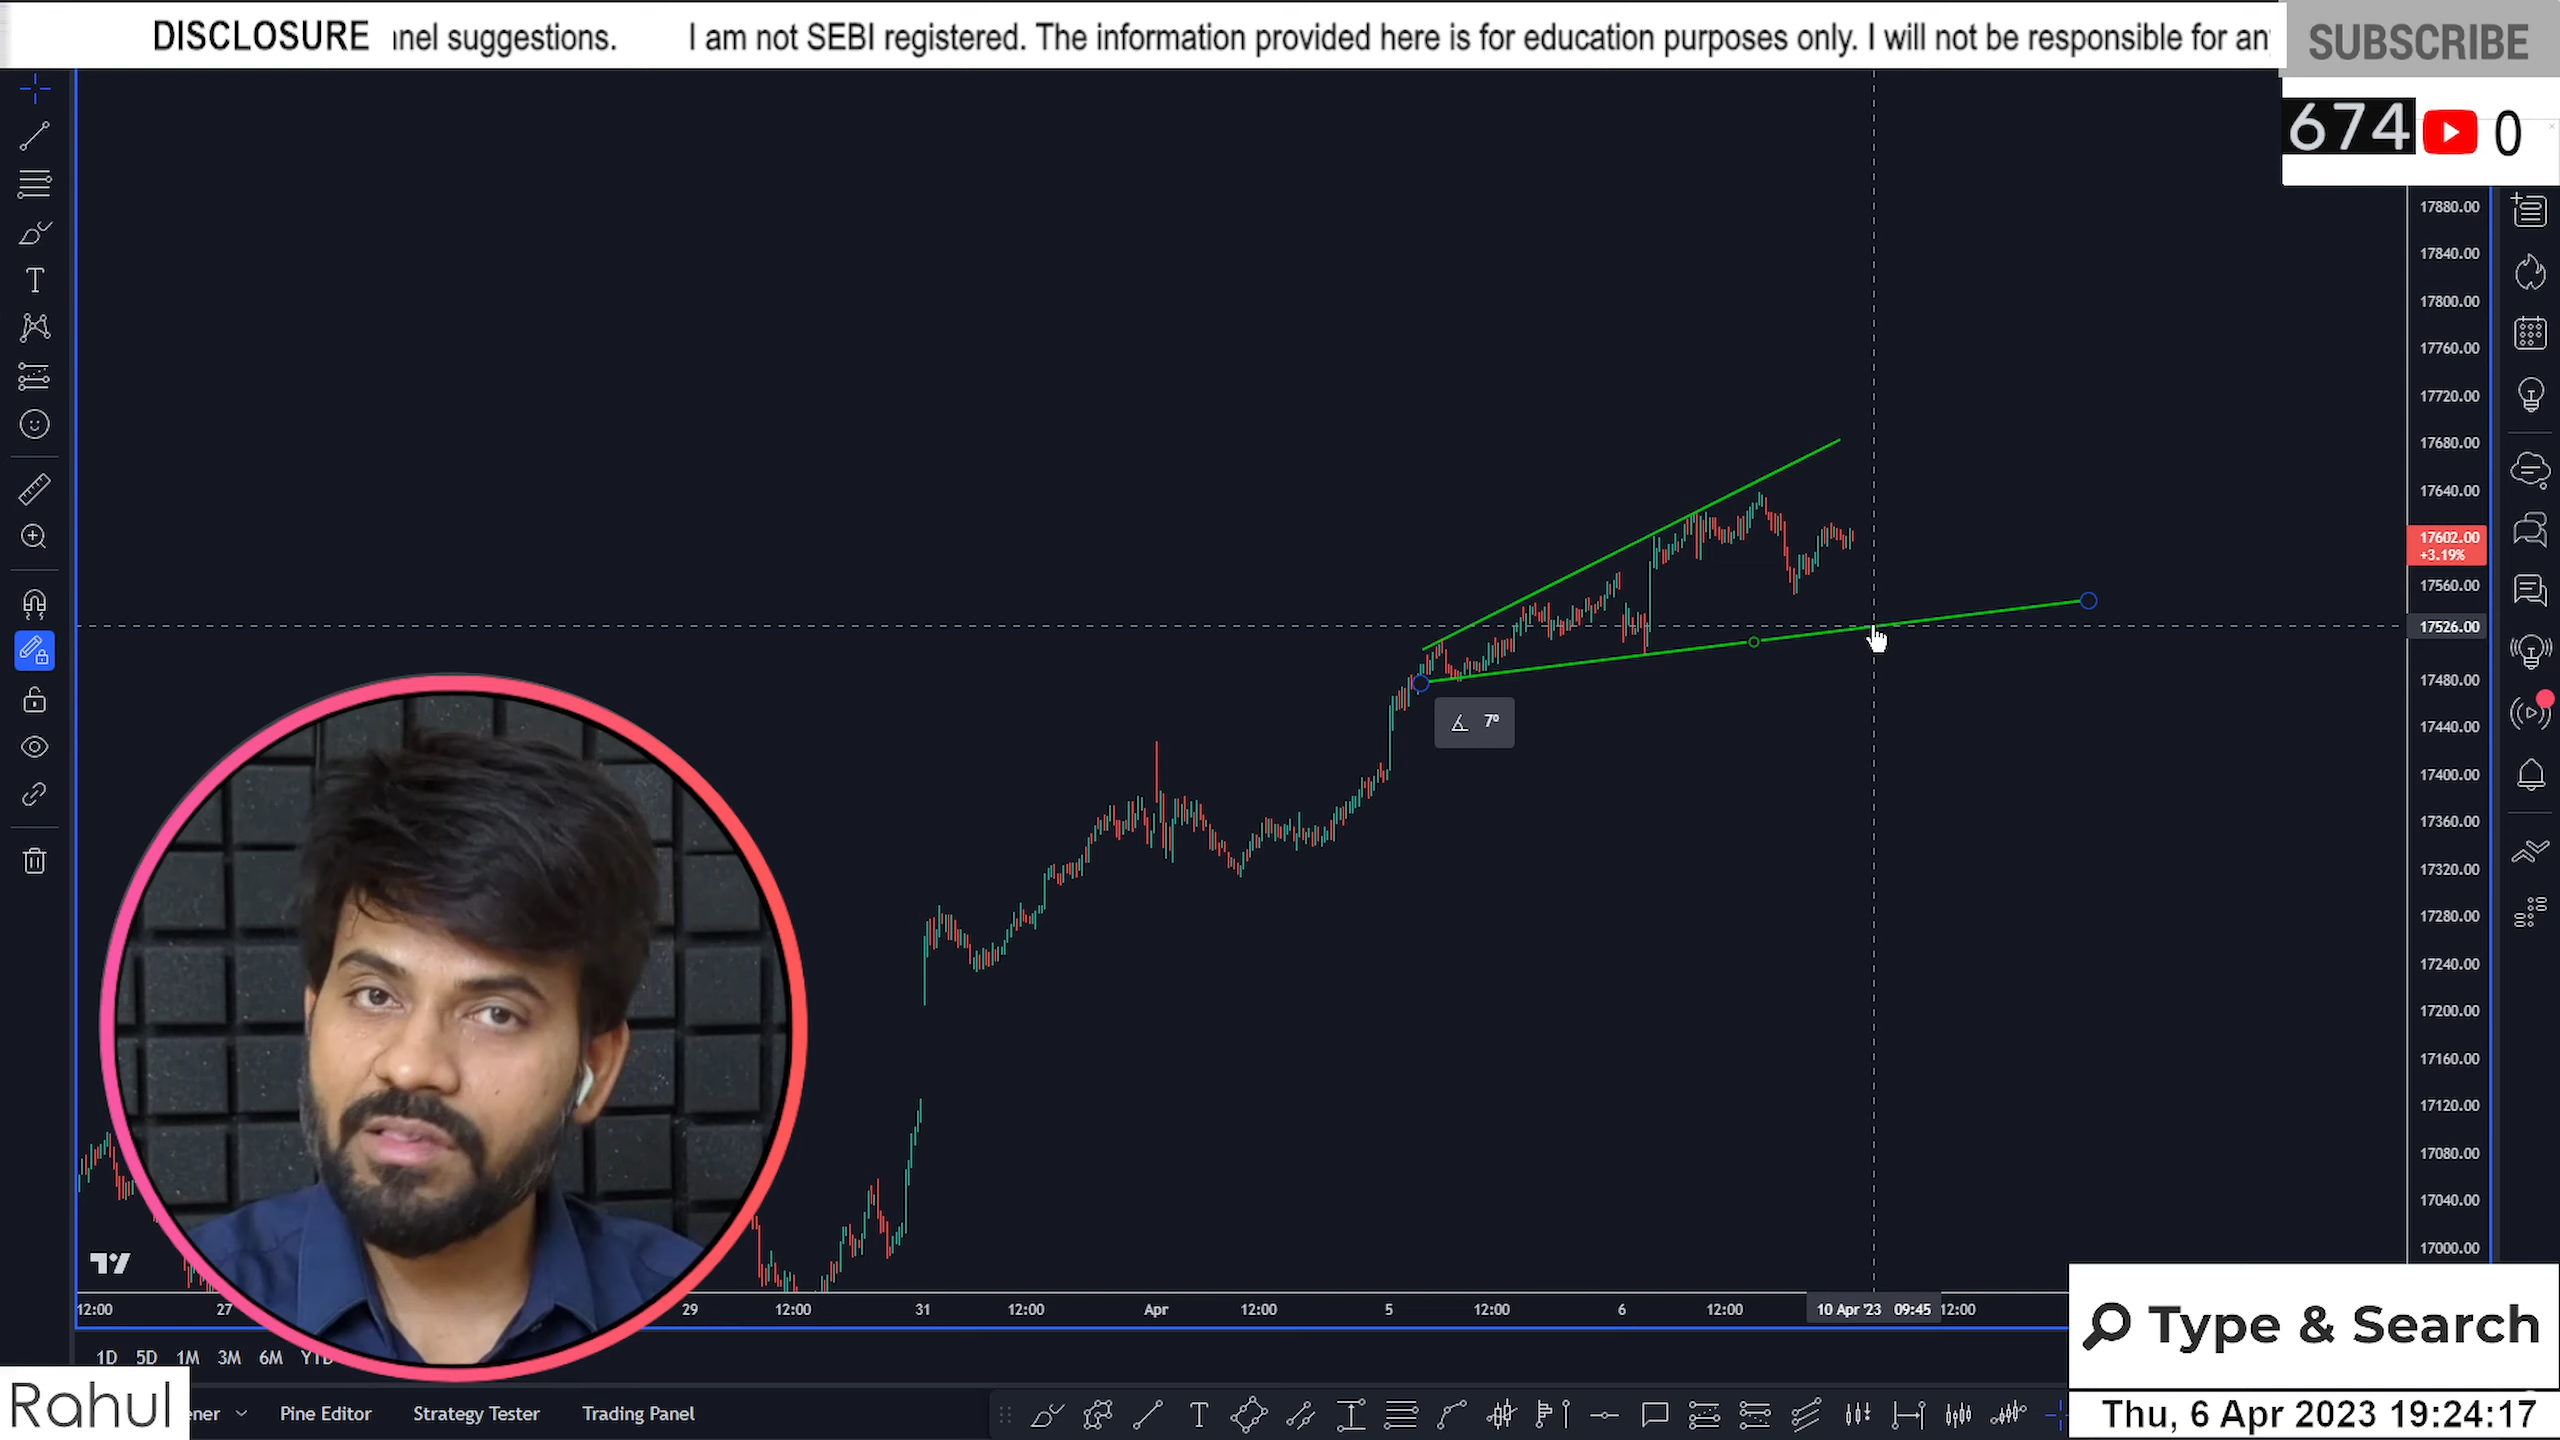 DISCLOSURE nel suggestions. I am not SEBI registered. The information provided here is for education purposes only. I will not be responsible for an
SUBSCRIBE
674 0
17880.00
17840.00
17800.00
17760.00
17720.00
17680.00
17640.00
17602.00
+3.19%
17560.00
17526.00
17480.00
7º
17440.00
17400.00
17360.00
17320.00
17280.00
17240.00
17200.00
17160.00
17120.00
17080.00
17040.00
17000.00
12:00 27 29 12:00 31 12:00 Apr 12:00 5 12:00 6 12:00 10 Apr '23 09:45 12:00
Type & Search
1D 5D 1M 3M 6M
Rahul
ener Pine Editor Strategy Tester Trading Panel
Thu, 6 Apr 2023 19:24:17